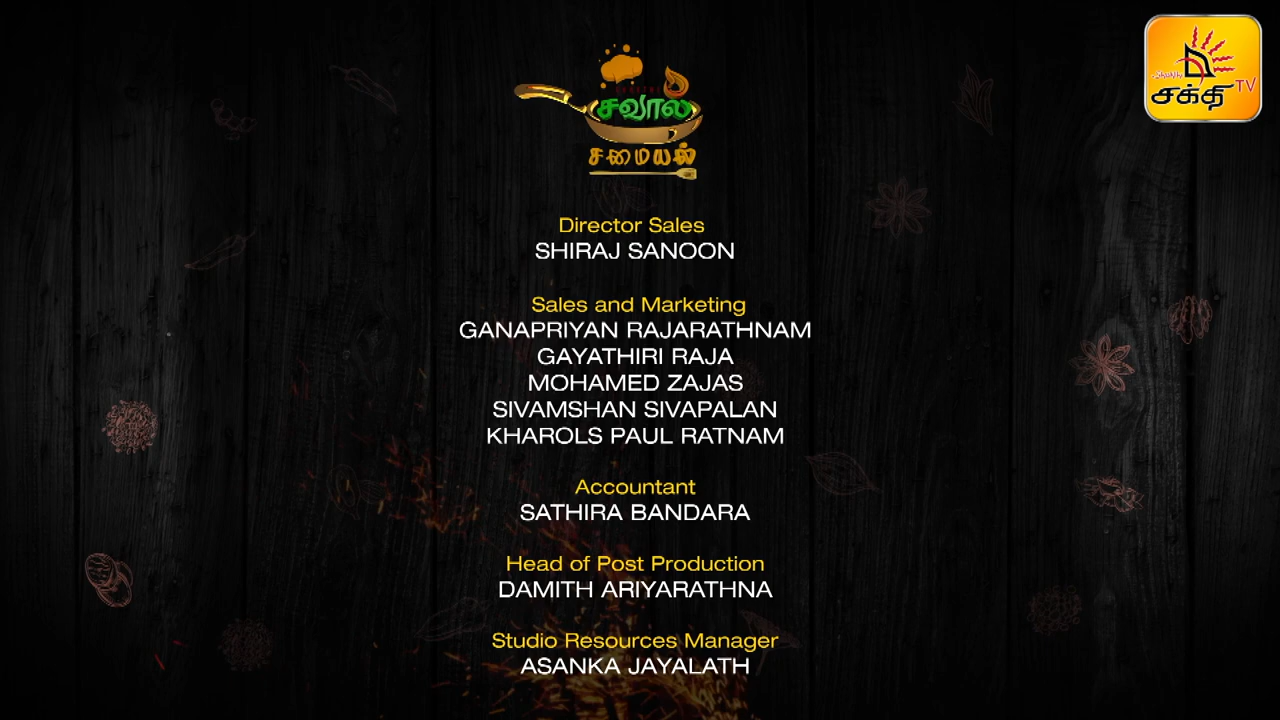 சவால்
சமையல்
சக்தி TV
Director Sales
SHIRAJ SANOON
Sales and Marketing
GANAPRIYAN RAJARATHNAM
GAYATHIRI RAJA
MOHAMED ZAJAS
SIVAMSHAN SIVAPALAN
KHAROLS PAUL RATNAM
Accountant
SATHIRA BANDARA
Head of Post Production
DAMITH ARIYARATHNA
Studio Resources Manager
ASANKA JAYALATH